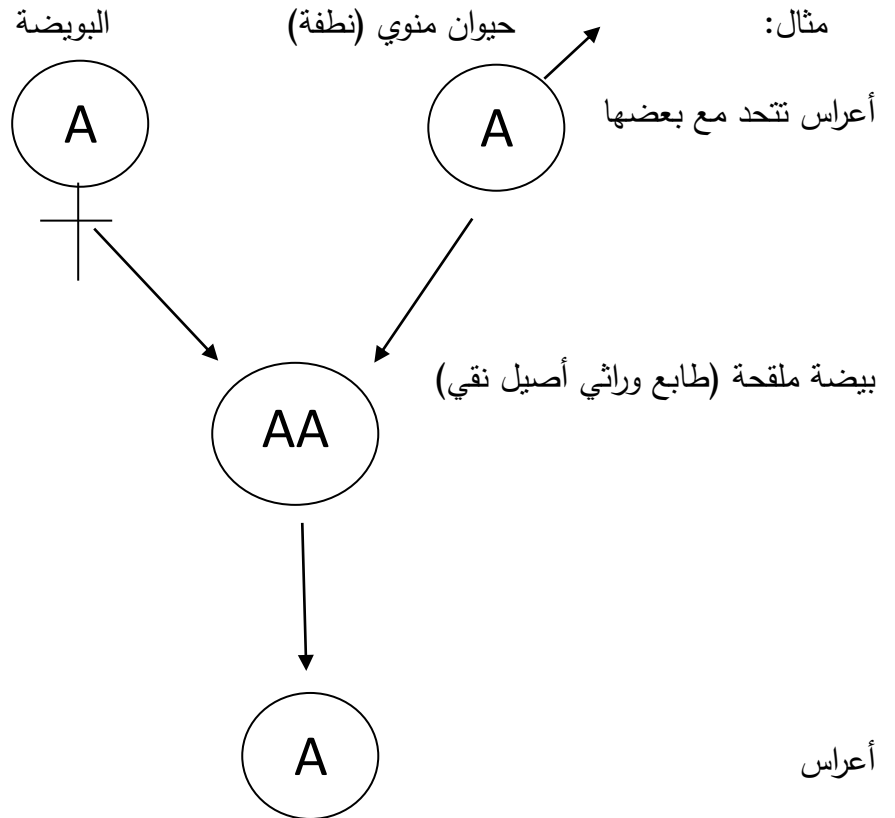 مثال: حيوان منوي (نطفة) البويضة
أعراس تتحد مع بعضها A A
بيضة ملقحة (طابع وراثي أصيل نقي)
AA
أعراس A